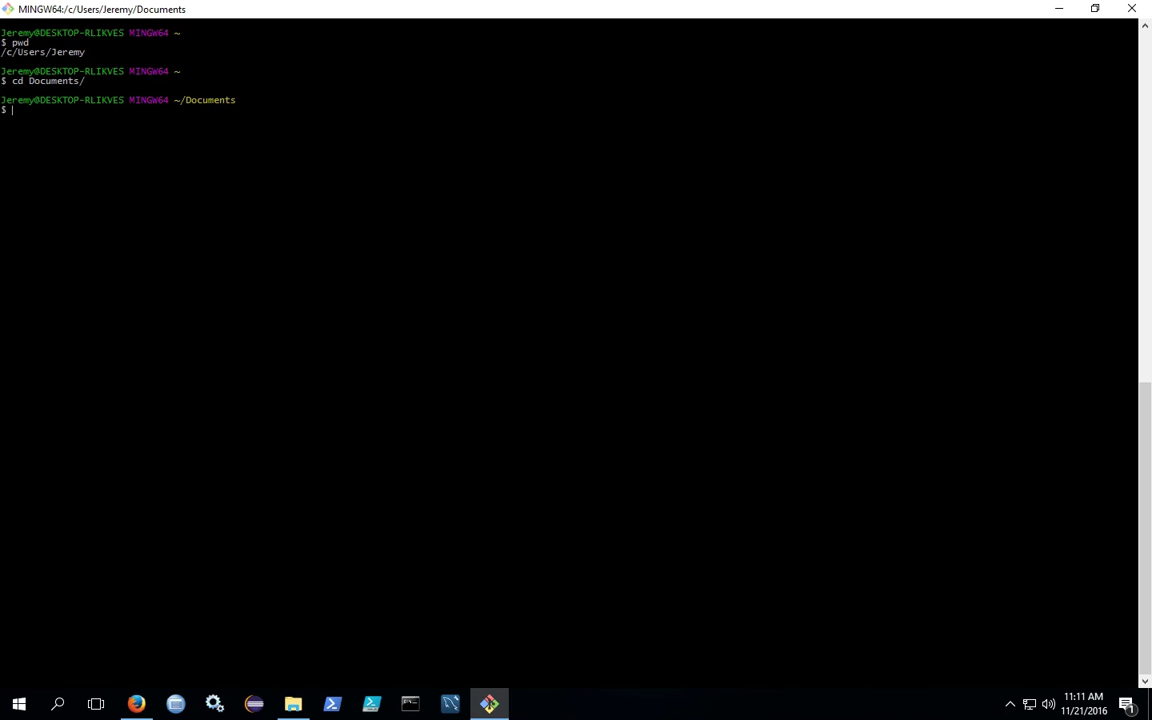 MINGW64:/c/Users/Jeremy/Documents
Jeremy@DESKTOP-RLIKVES MINGW64 ~
$ pwd
/c/Users/Jeremy
Jeremy@DESKTOP-RLIKVES MINGW64 ~
$ cd Documents/
Jeremy@DESKTOP-RLIKVES MINGW64 ~/Documents
$
11:11 AM
11/21/2016
1